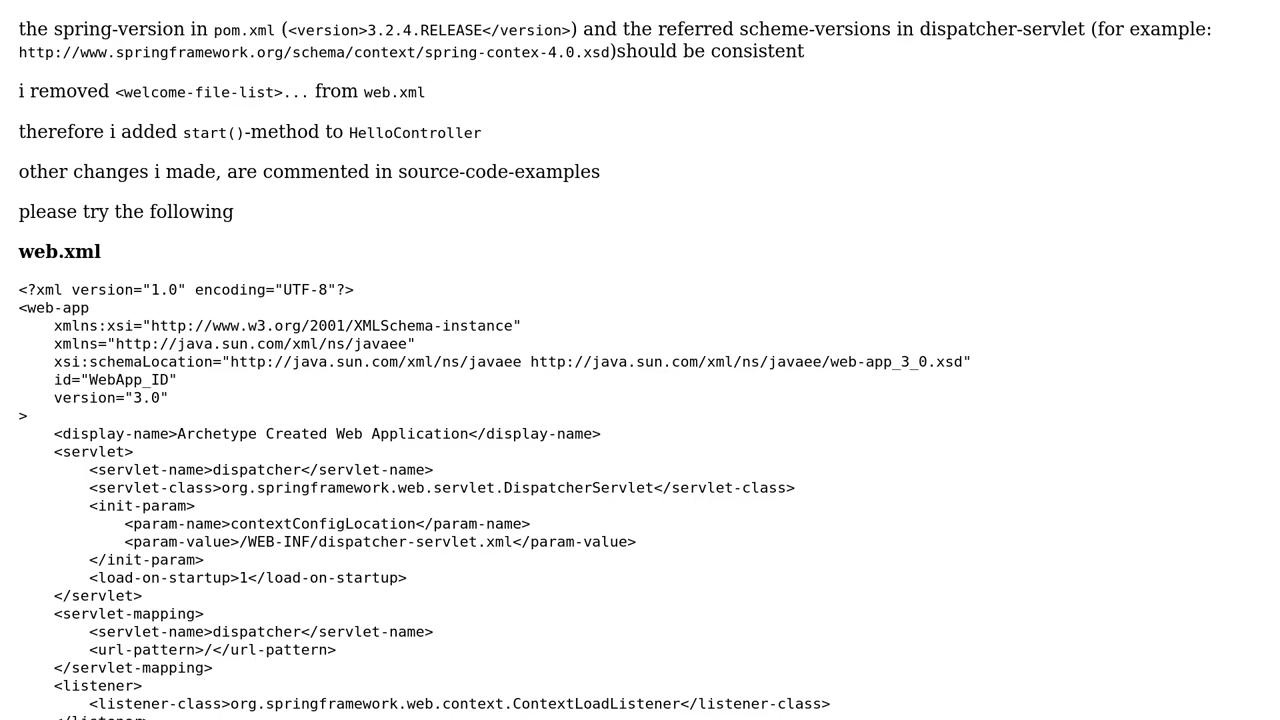 the spring-version in pom.xml (<version>3.2.4.RELEASE</version>) and the referred scheme-versions in dispatcher-servlet (for example:
http://www.springframework.org/schema/context/spring-contex-4.0.xsd)should be consistent
i removed <welcome-file-list>... from web.xml
therefore i added start()-method to HelloController
other changes i made, are commented in source-code-examples
please try the following
web.xml
<?xml version="1.0" encoding="UTF-8"?>
<web-app
    xmlns:xsi="http://www.w3.org/2001/XMLSchema-instance"
    xmlns="http://java.sun.com/xml/ns/javaee"
    xsi:schemaLocation="http://java.sun.com/xml/ns/javaee http://java.sun.com/xml/ns/javaee/web-app_3_0.xsd"
    id="WebApp_ID"
    version="3.0"
>
    <display-name>Archetype Created Web Application</display-name>
    <servlet>
        <servlet-name>dispatcher</servlet-name>
        <servlet-class>org.springframework.web.servlet.DispatcherServlet</servlet-class>
        <init-param>
            <param-name>contextConfigLocation</param-name>
            <param-value>/WEB-INF/dispatcher-servlet.xml</param-value>
        </init-param>
        <load-on-startup>1</load-on-startup>
    </servlet>
    <servlet-mapping>
        <servlet-name>dispatcher</servlet-name>
        <url-pattern>/</url-pattern>
    </servlet-mapping>
    <listener>
        <listener-class>org.springframework.web.context.ContextLoadListener</listener-class>
    </listener>